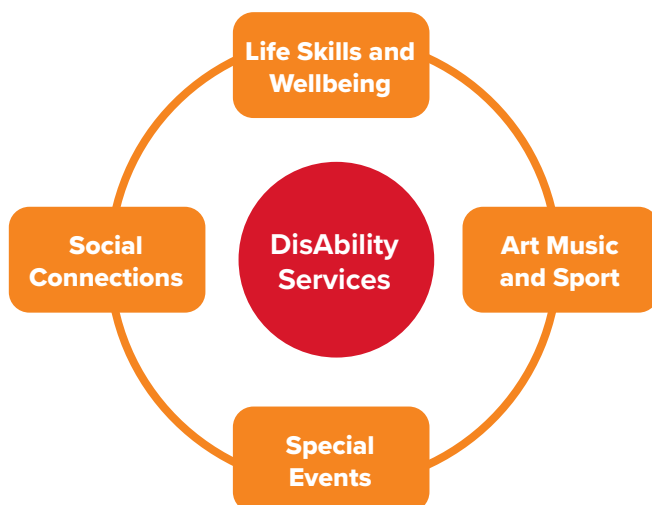 Life Skills and
Wellbeing
Social
Connections
DisAbility
Services
Art Music
and Sport
Special
Events